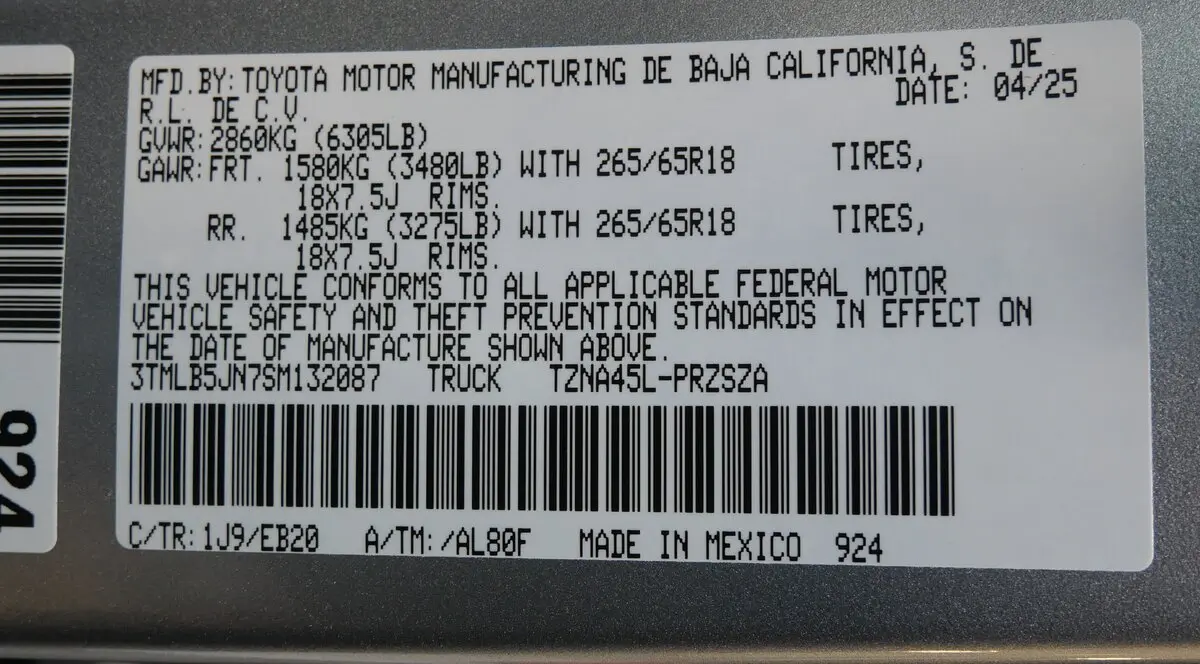 MFD.BY: TOYOTA MOTOR MANUFACTURING DE BAJA CALIFORNIA, S. DE
R.L. DE C.V. DATE: 04/25
GVWR: 2860KG (6305LB)
GAWR: FRT. 1580KG (3480LB) WITH 265/65R18 TIRES,
18X7.5J RIMS.
RR. 1485KG (3275LB) WITH 265/65R18 TIRES,
18X7.5J RIMS.
THIS VEHICLE CONFORMS TO ALL APPLICABLE FEDERAL MOTOR
VEHICLE SAFETY AND THEFT PREVENTION STANDARDS IN EFFECT ON
THE DATE OF MANUFACTURE SHOWN ABOVE.
3TMLB5JN7SM132087 TRUCK TZNA45L-PRZSZA
C/TR: 1J9/EB20 A/TM: /AL80F MADE IN MEXICO 924
924